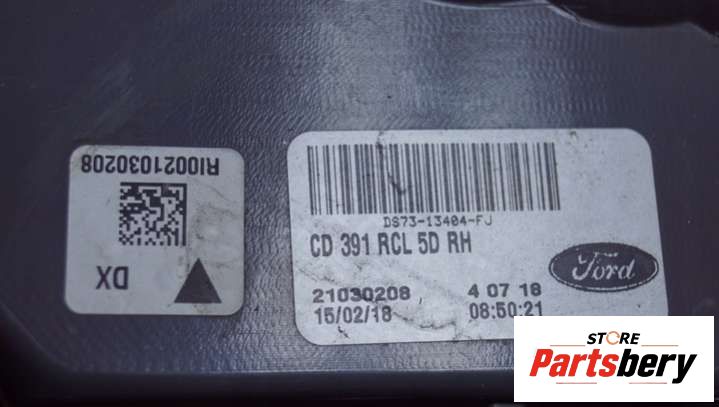 RI0021030208
DX
DS73-13404-FJ
CD 391 RCL 5D RH
Ford
21030208 4 07 18
15/02/18 08:50:21
STORE
Partsbery